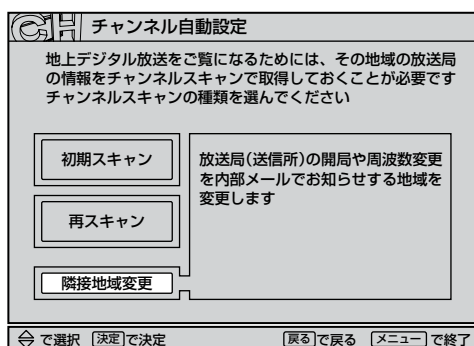 CH チャンネル自動設定
地上デジタル放送をご覧になるためには、その地域の放送局
の情報をチャンネルスキャンで取得しておくことが必要です
チャンネルスキャンの種類を選んでください
初期スキャン
再スキャン
隣接地域変更
放送局(送信所)の開局や周波数変更
を内部メールでお知らせする地域を
変更します
で選択 決定で決定 戻るで戻る メニューで終了